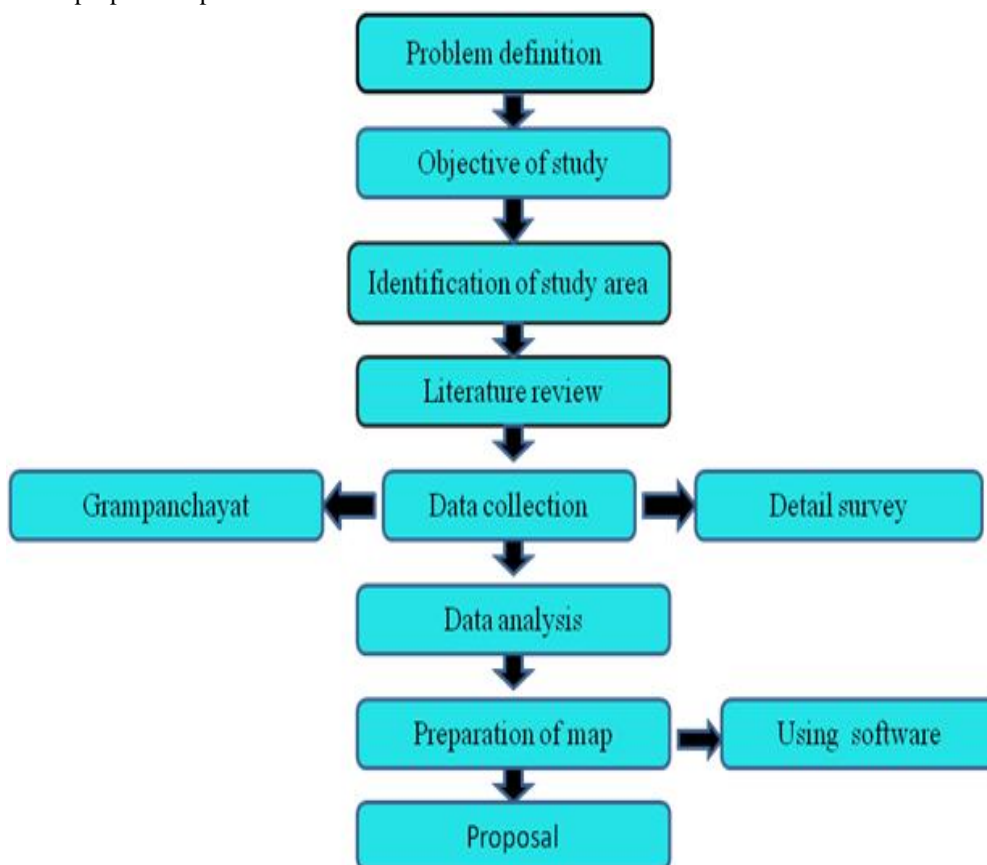 Problem definition
Objective of study
Identification of study area
Literature review
Grampanchayat
Data collection
Detail survey
Data analysis
Preparation of map
Using software
Proposal